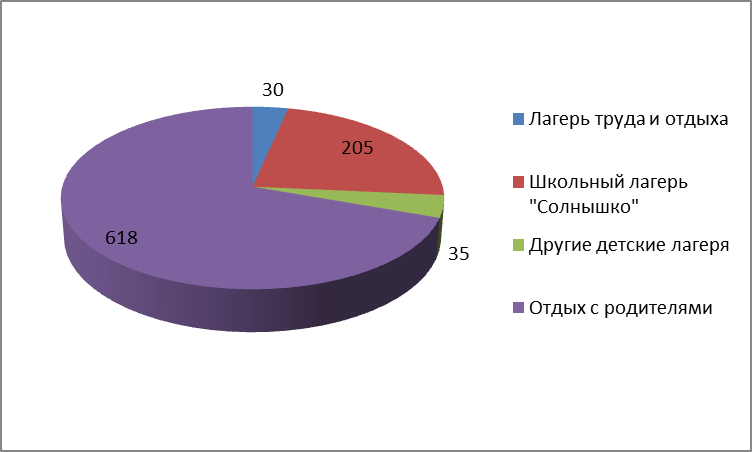 30
205
618
35
Лагерь труда и отдыха
Школьный лагерь
"Солнышко"
Другие детские лагеря
Отдых с родителями